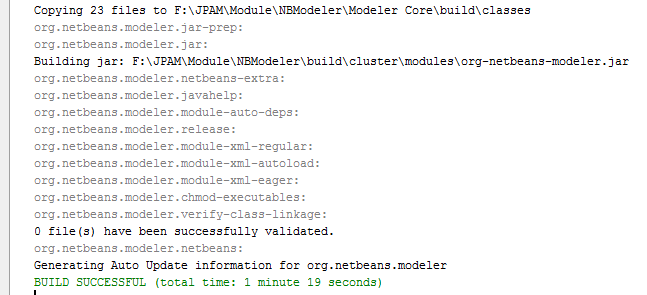 Copying 23 files to F:\JPAM\Module\NBModeler\Modeler Core\build\classes
org.netbeans.modeler.jar-prep:
org.netbeans.modeler.jar:
Building jar: F:\JPAM\Module\NBModeler\build\cluster\modules\org-netbeans-modeler.jar
org.netbeans.modeler.netbeans-extra:
org.netbeans.modeler.javahelp:
org.netbeans.modeler.module-auto-deps:
org.netbeans.modeler.release:
org.netbeans.modeler.module-xml-regular:
org.netbeans.modeler.module-xml-autoload:
org.netbeans.modeler.module-xml-eager:
org.netbeans.modeler.chmod-executables:
org.netbeans.modeler.verify-class-linkage:
0 file(s) have been successfully validated.
org.netbeans.modeler.netbeans:
Generating Auto Update information for org.netbeans.modeler
BUILD SUCCESSFUL (total time: 1 minute 19 seconds)